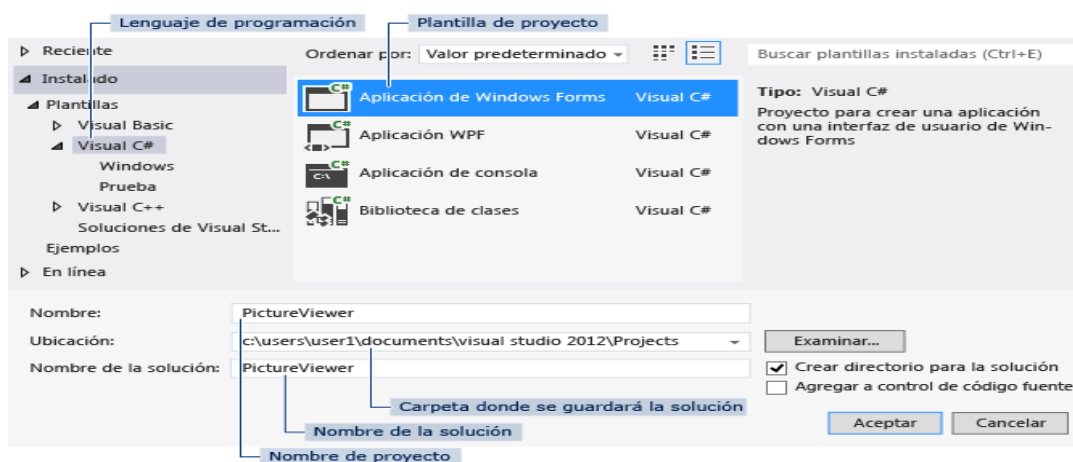 Lenguaje de programación
Plantilla de proyecto
Reciente
Instalado
Plantillas
Visual Basic
Visual C#
Windows
Prueba
Visual C++
Soluciones de Visual St...
Ejemplos
En línea
Ordenar por: Valor predeterminado
C# Aplicación de Windows Forms Visual C#
C# Aplicación WPF Visual C#
C# C:\ Aplicación de consola Visual C#
C# Biblioteca de clases Visual C#
Buscar plantillas instaladas (Ctrl+E)
Tipo: Visual C#
Proyecto para crear una aplicación
con una interfaz de usuario de Win-
dows Forms
Nombre: PictureViewer
Ubicación: c:\users\user1\documents\visual studio 2012\Projects Examinar...
Nombre de la solución: PictureViewer
Crear directorio para la solución
Agregar a control de código fuente
Carpeta donde se guardará la solución
Aceptar Cancelar
Nombre de la solución
Nombre de proyecto